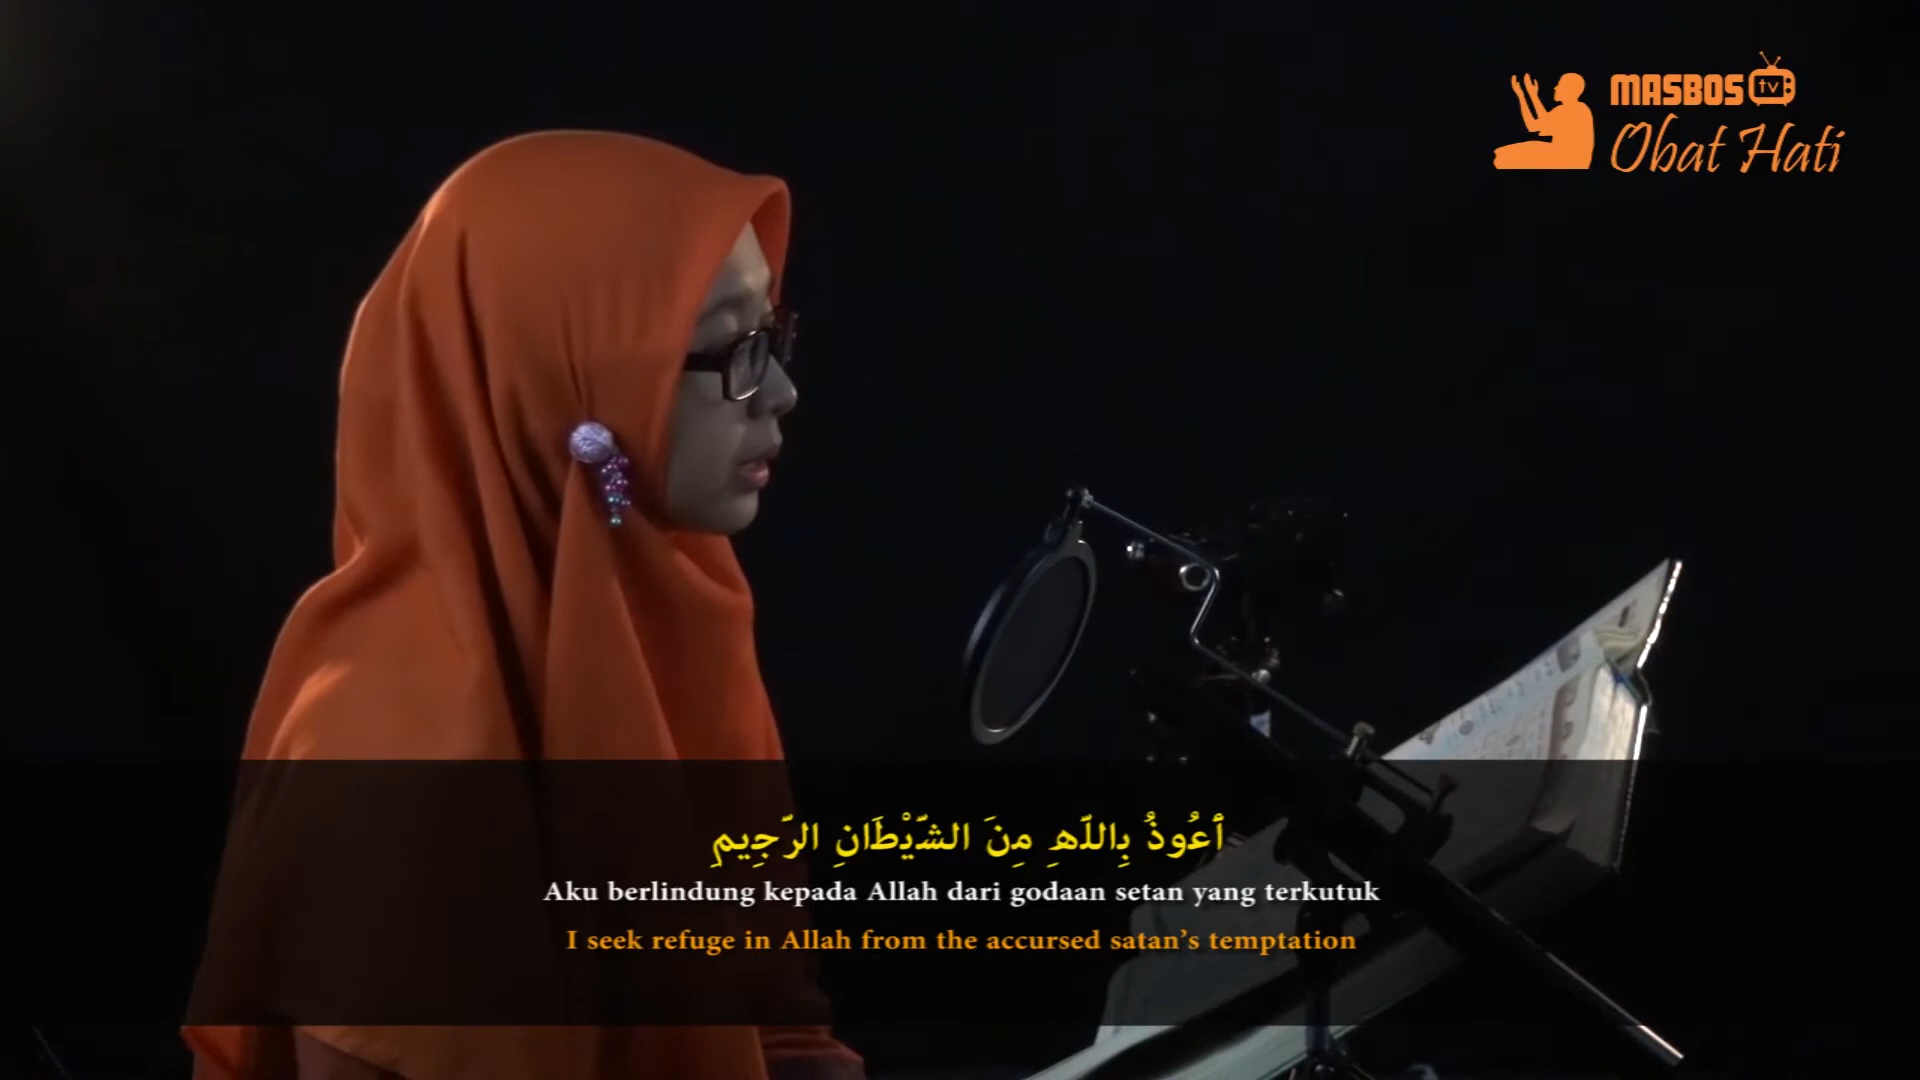 MASBOS tv
Obat Hati
أعُوذُ بِاللّهِ مِنَ الشّيْطَانِ الرّجِيمِ
Aku berlindung kepada Allah dari godaan setan yang terkutuk
I seek refuge in Allah from the accursed satan’s temptation